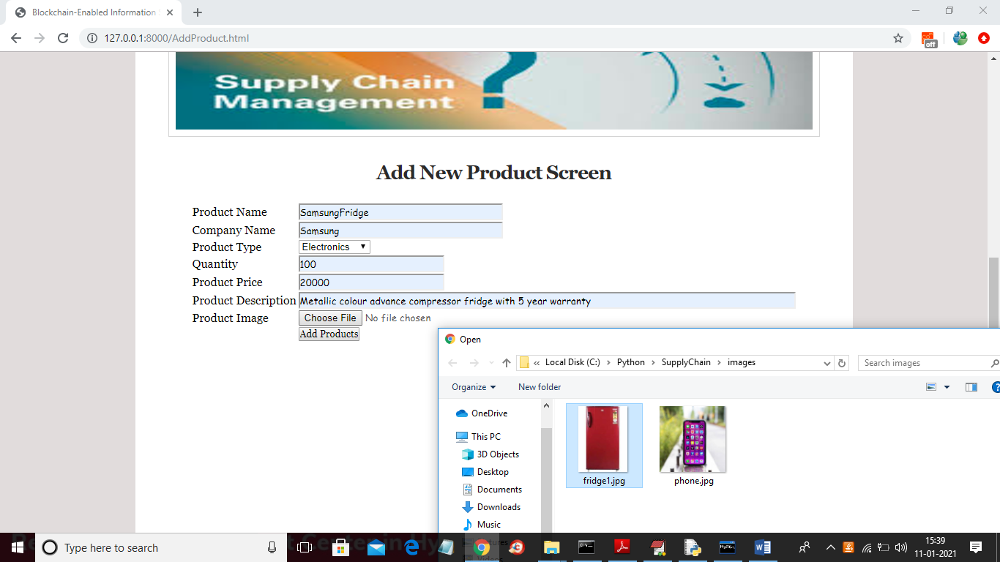 Blockchain-Enabled Information
127.0.0.1:8000/AddProduct.html
off
Supply Chain
Management
?
Add New Product Screen
Product Name SamsungFridge
Company Name Samsung
Product Type Electronics
Quantity 100
Product Price 20000
Product Description Metallic colour advance compressor fridge with 5 year warranty
Product Image Choose File No file chosen
Add Products
Open
« Local Disk (C:) › Python › SupplyChain › images
Search images
Organize New folder
?
OneDrive
This PC
3D Objects
Desktop
Documents
Downloads
Music
fridge1.jpg
phone.jpg
Type here to search
15:39
11-01-2021